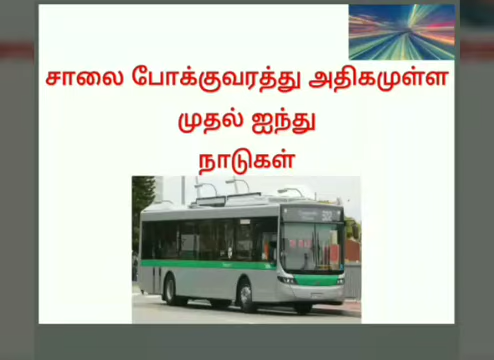 சாலை போக்குவரத்து அதிகமுள்ள
முதல் ஐந்து
நாடுகள்